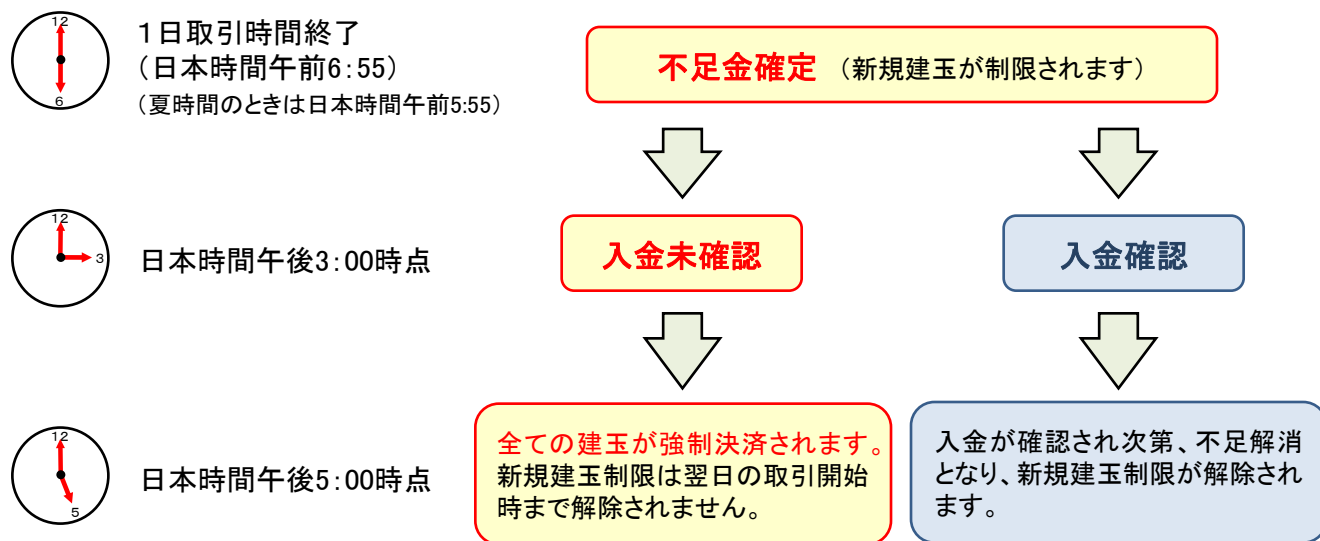 12
6
1日取引時間終了
(日本時間午前6:55)
(夏時間のときは日本時間午前5:55)
不足金確定 (新規建玉が制限されます)
12
3
日本時間午後3:00時点
入金未確認
入金確認
12
5
日本時間午後5:00時点
全ての建玉が強制決済されます。
新規建玉制限は翌日の取引開始
時まで解除されません。
入金が確認され次第、不足解消
となり、新規建玉制限が解除され
ます。